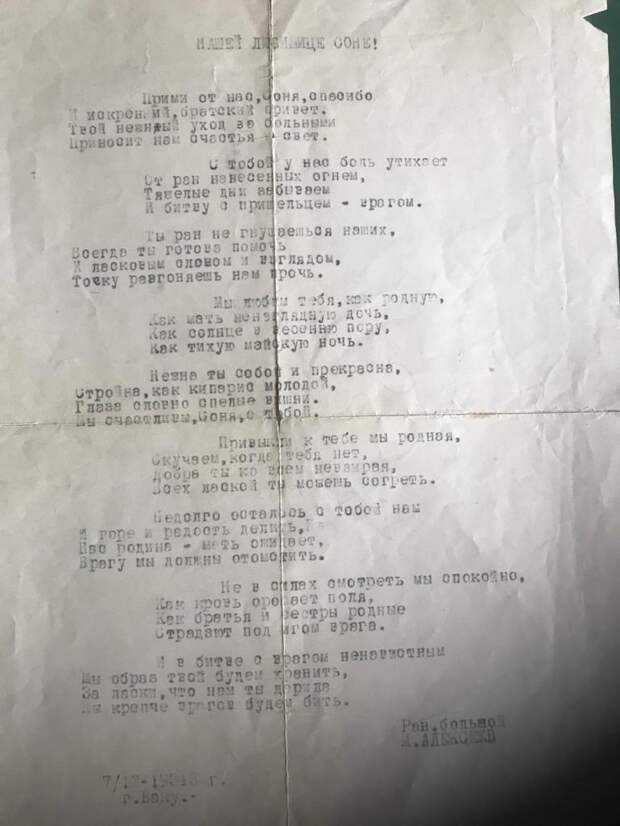 НАШЕЙ ЛЮБИМИЦЕ СОНЕ!
Прими от нас,Соня,спасибо
И искренний,братский привет.
Твой нежный уход за больными
Приносит нам счастья и свет.
С тобой у нас боль утихает
От ран нанесенных огнем,
Тяжелые дни забываем
И битву с пришельцем - врагом.
Ты ран не гнушаешься наших,
Всегда ты готова помочь
И ласковым словом и взглядом,
Тоску разгоняешь нам прочь.
Мы любим тебя,как родную,
Как мать ненаглядную дочь,
Как солнце в весенню пору,
Как тихую майскую ночь.
Нежна ты собой и прекрасна,
Стройна,как кипарис молодой,
Глаза словно спелые вишни.
Мы счастливы,Соня,с тобой.
Привыкли к тебе мы родная,
Скучаем,когда тебя нет,
Добра ты ко всем невзирая,
Всех лаской ты можешь согреть.
Недолго осталось с тобой нам
И горе и радость делить,
Нас родина - мать ожидает,
Врагу мы должны отомстить.
Не в силах смотреть мы спокойно,
Как кровь орошает поля,
Как братья и сестры родные
Страдают под игом врага.
И в битве с врагом ненавистным
Мы образ твой будем хранить,
За ласки,что нам ты дарила
Мы крепче врагов будем бить.
Ран.больной
АЛЕКСЕЕВ
г.Баку.-